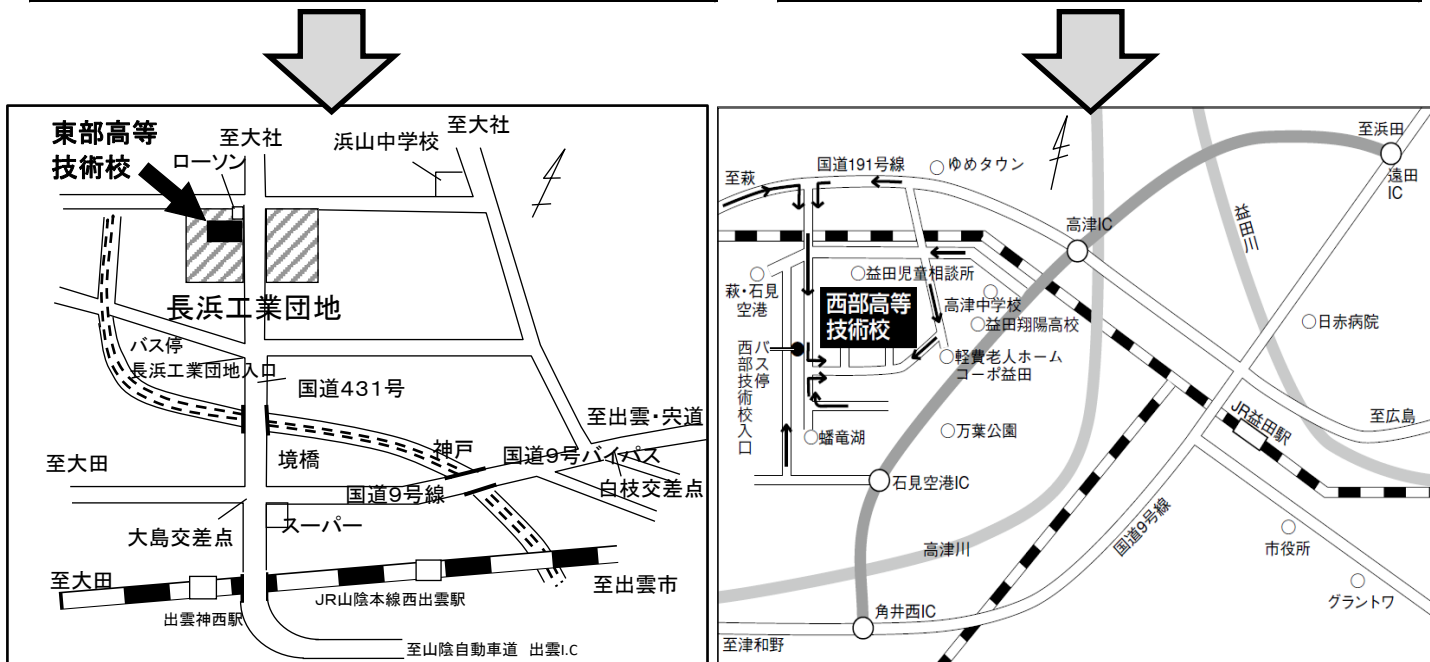 東部高等
技術校
至大社
ローソン
浜山中学校
至大社
長浜工業団地
バス停
長浜工業団地入口
国道431号
至出雲・宍道
神戸
国道9号バイパス
至大田
境橋
国道9号線
白枝交差点
スーパー
大島交差点
至大田
至出雲市
JR山陰本線西出雲駅
出雲神西駅
至山陰自動車道 出雲I.C
至浜田
国道191号線
ゆめタウン
至萩
遠田
IC
益田川
高津IC
益田児童相談所
萩・石見
空港
西部高等
技術校
高津中学校
益田翔陽高校
日赤病院
バス停
西部技術校入口
軽費老人ホーム
コーポ益田
至広島
JR益田駅
蟠竜湖
万葉公園
石見空港IC
国道9号線
市役所
高津川
グラントワ
角井西IC
至津和野